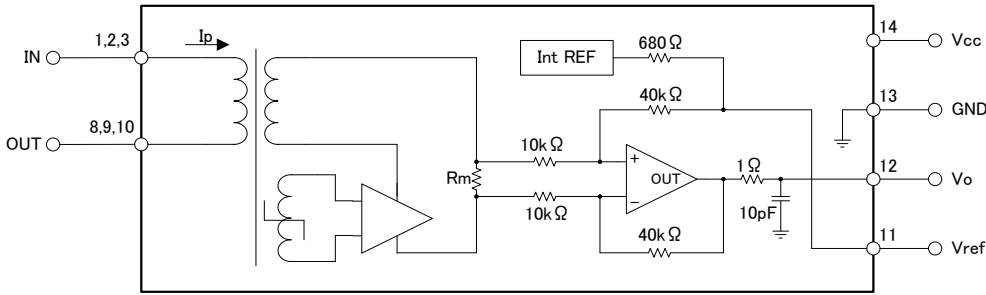 Ip
14
Vcc
1,2,3
IN
Int REF
680Ω
13
GND
40kΩ
8,9,10
OUT
10kΩ
+
OUT
−
1Ω
12
Vo
Rm
10kΩ
10pF
40kΩ
11
Vref